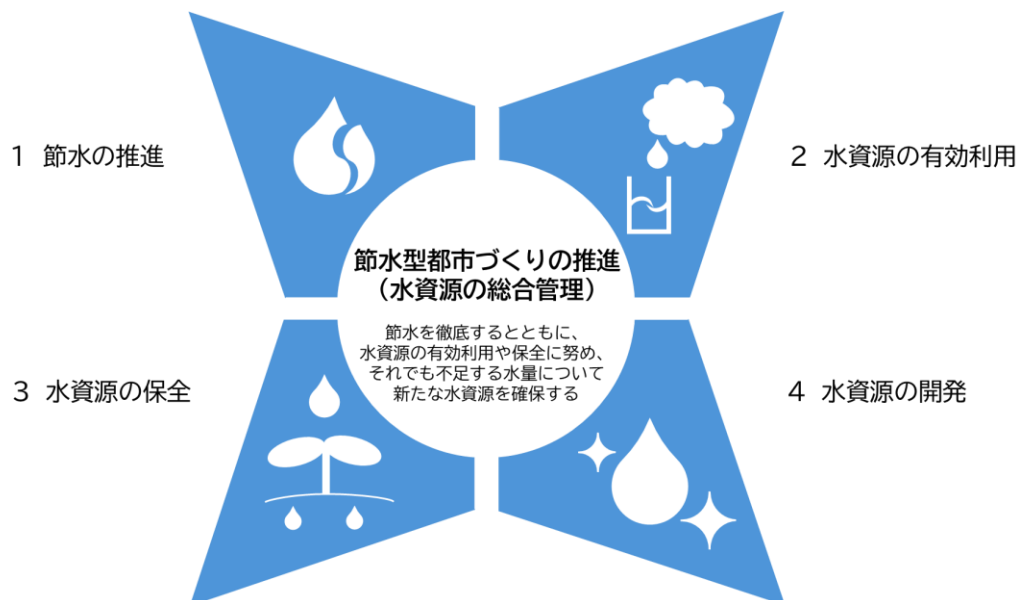 1 節水の推進
2 水資源の有効利用
節水型都市づくりの推進
（水資源の総合管理）
節水を徹底するとともに、
水資源の有効利用や保全に努め、
それでも不足する水量について
新たな水資源を確保する
3 水資源の保全
4 水資源の開発